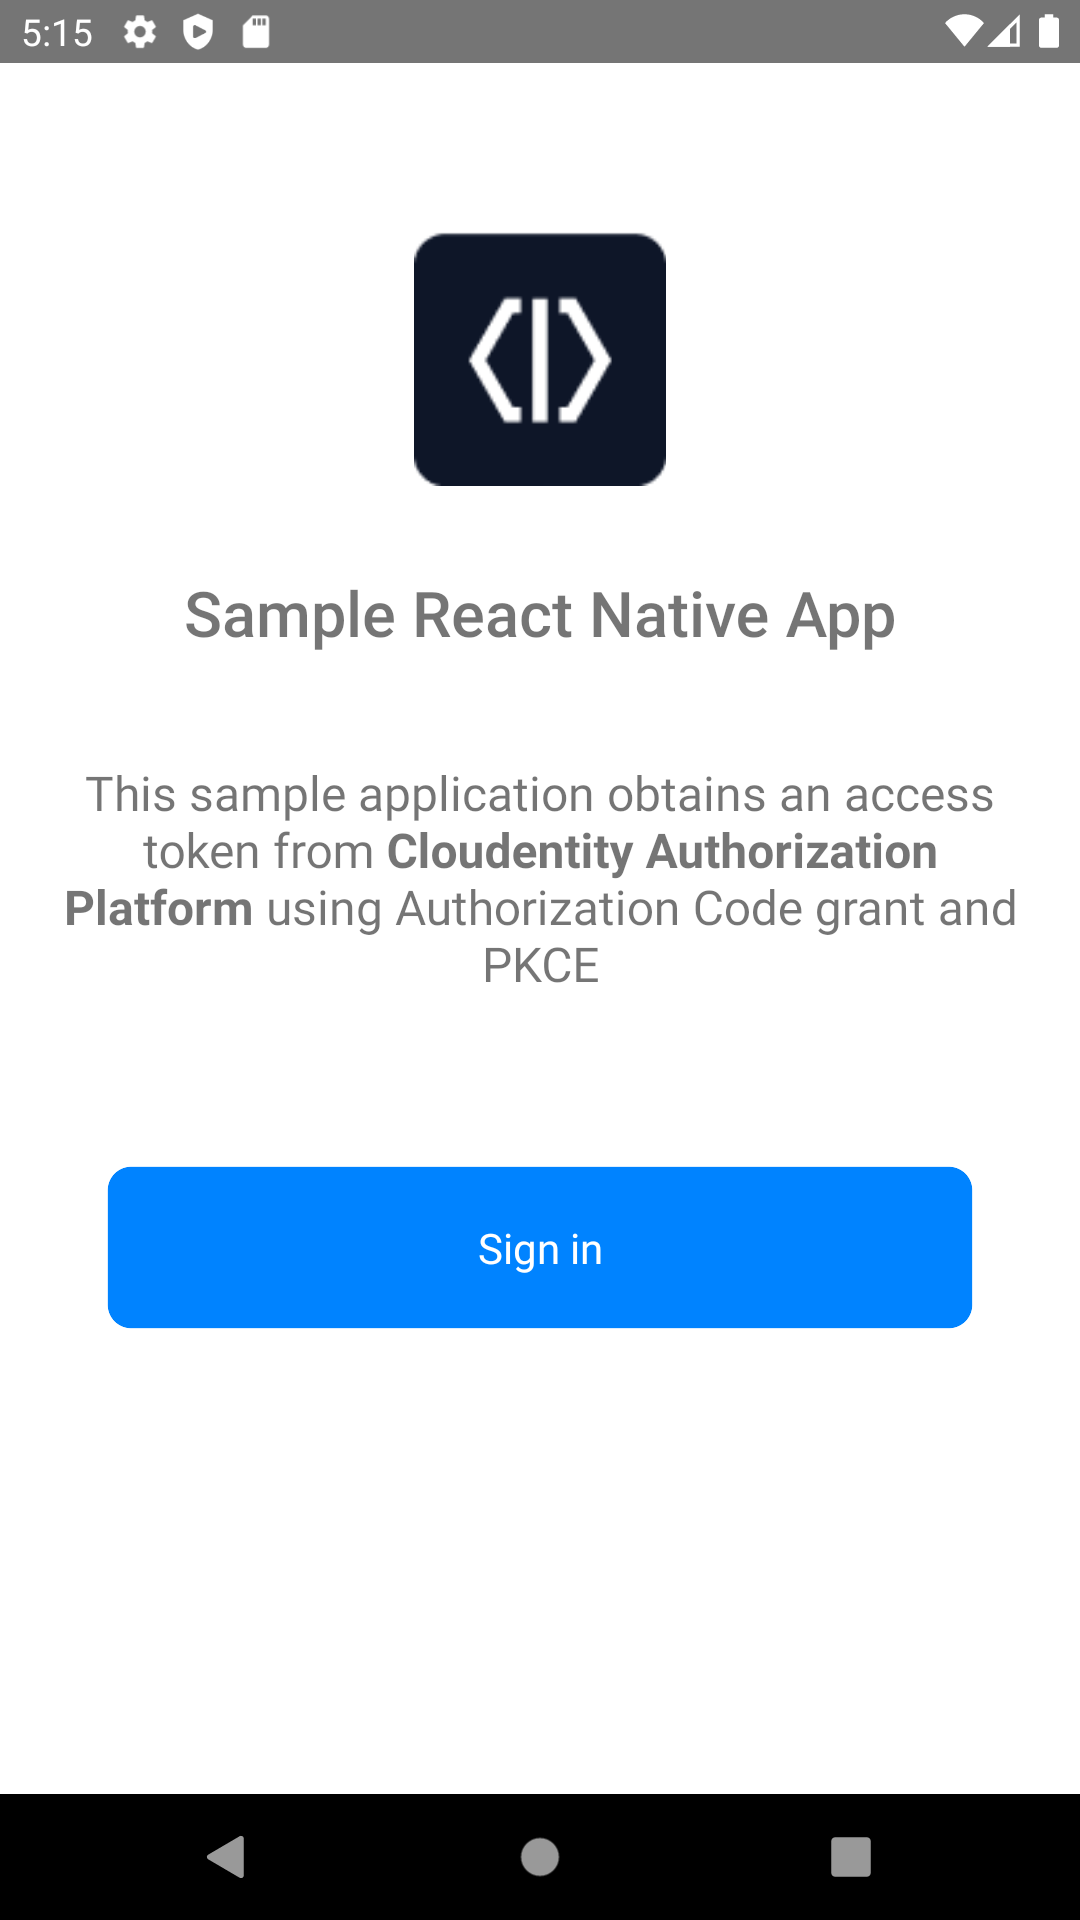 5:15
Sample React Native App
This sample application obtains an access
token from Cloudentity Authorization
Platform using Authorization Code grant and
PKCE
Sign in